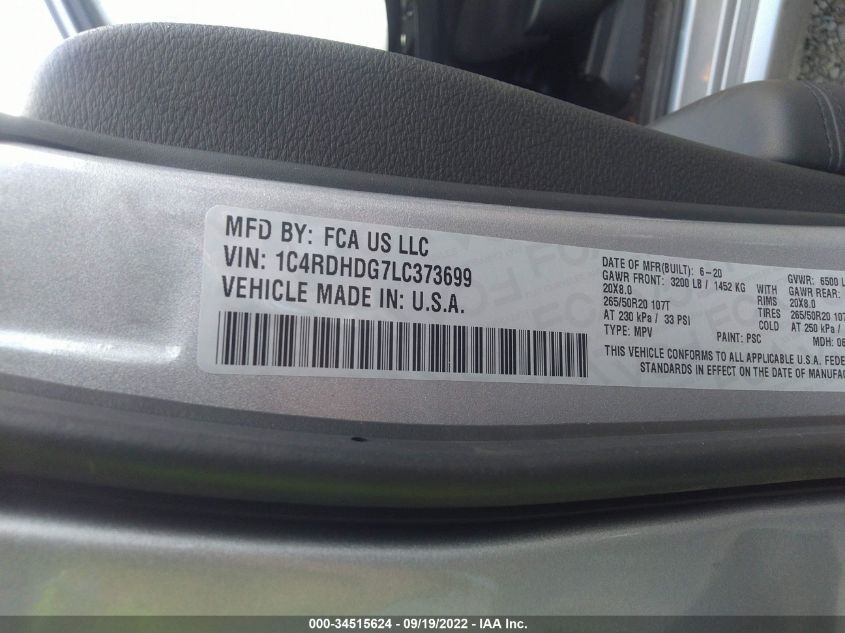 MFD BY: FCA US LLC
VIN: 1C4RDHDG7LC373699
VEHICLE MADE IN: U.S.A.
DATE OF MFR(BUILT): 6-20 GVWR: 6500 L
GAWR FRONT: 3200 LB / 1452 KG WITH GAWR REAR:
20X8.0 RIMS 20X8.0
265/50R20 107T TIRES 265/50R20 107
AT 230 kPa / 33 PSI COLD AT 250 kPa /
TYPE: MPV PAINT: PSC MDH: 06
THIS VEHICLE CONFORMS TO ALL APPLICABLE U.S.A. FEDE
STANDARDS IN EFFECT ON THE DATE OF MANUFAC
000-34515624 - 09/19/2022 - IAA Inc.